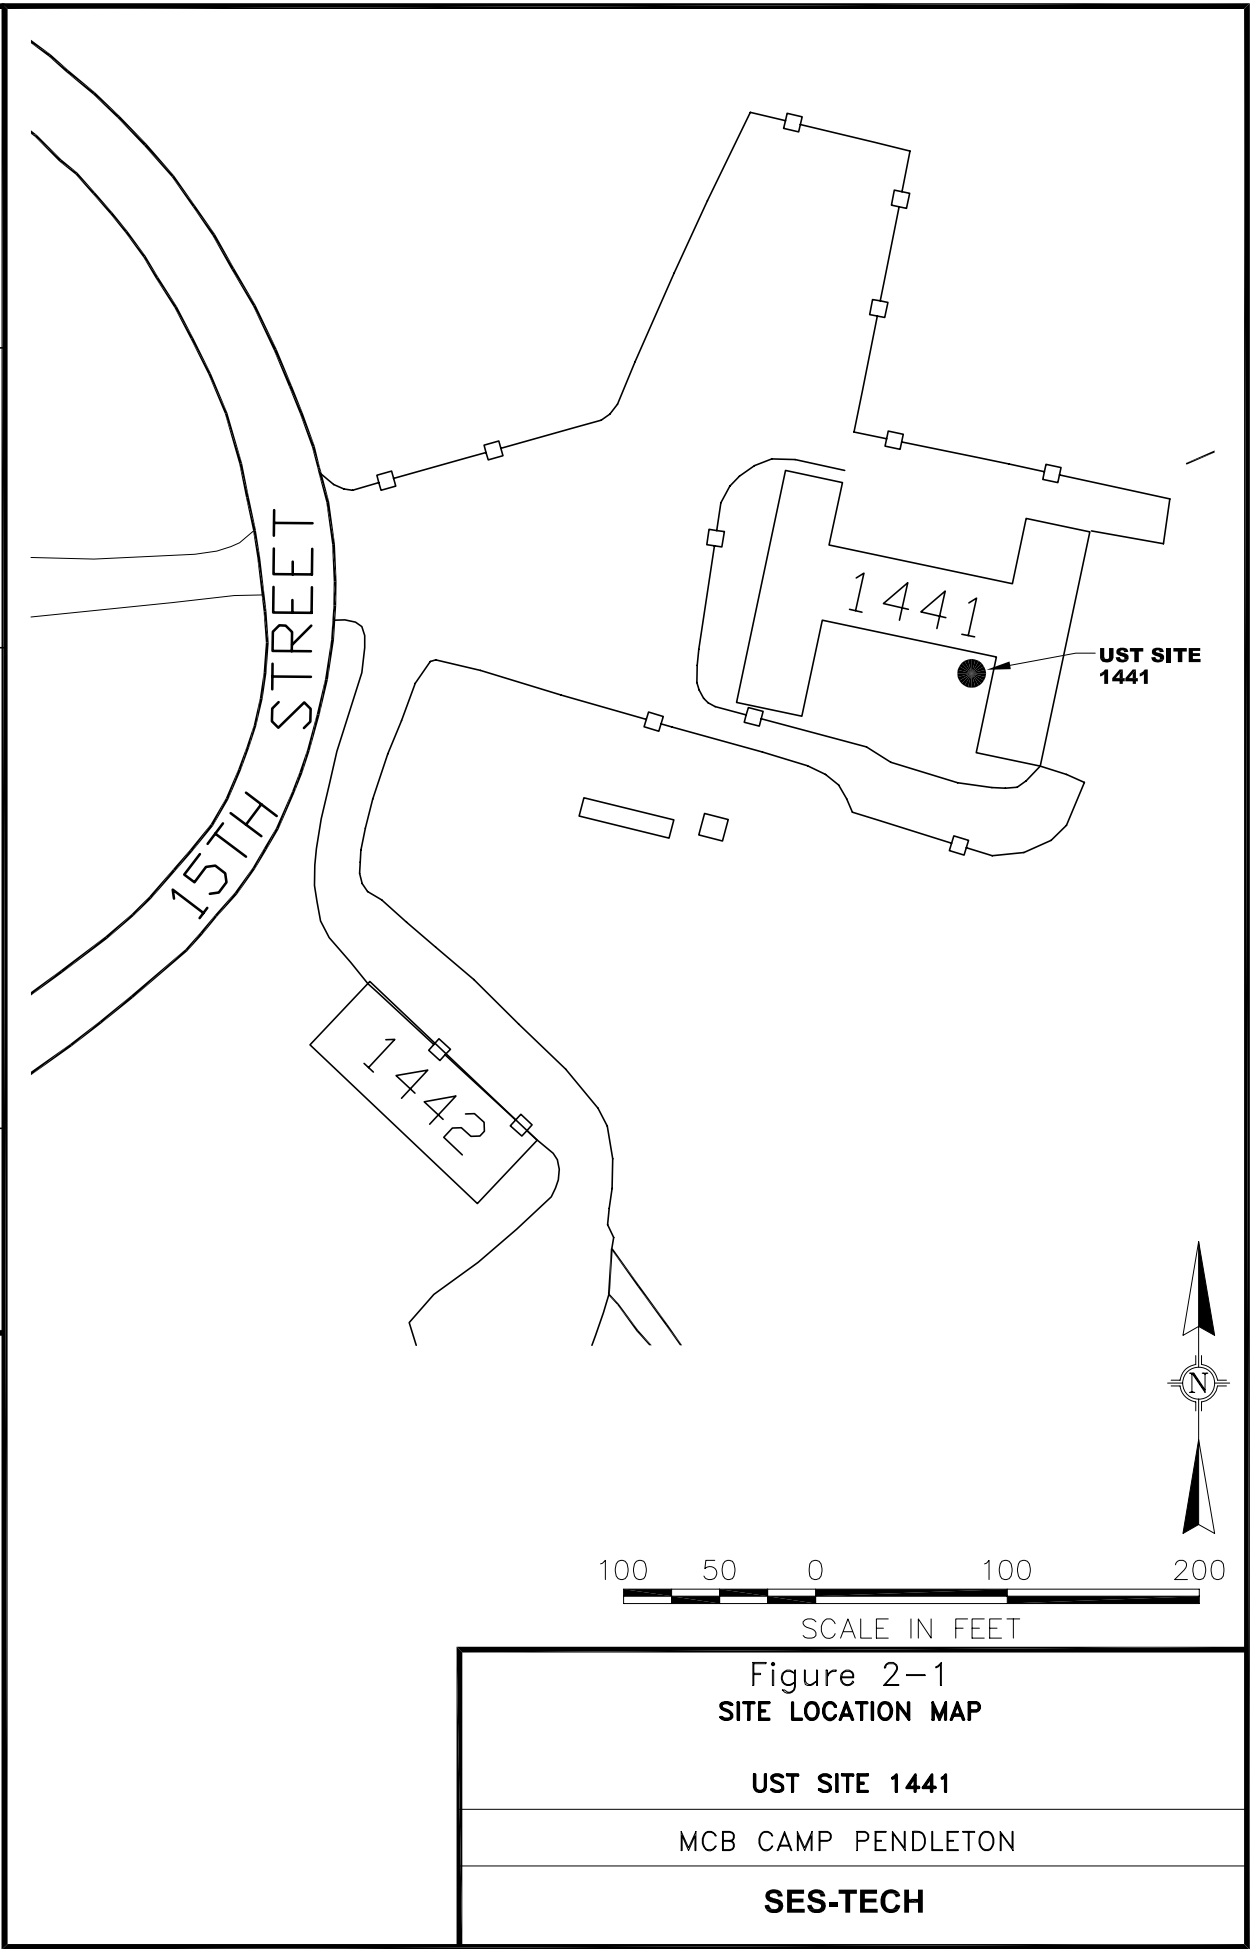 1441
UST SITE
1441
15TH STREET
1442
N
100 50 0 100 200
SCALE IN FEET
Figure 2-1
SITE LOCATION MAP
UST SITE 1441
MCB CAMP PENDLETON
SES-TECH